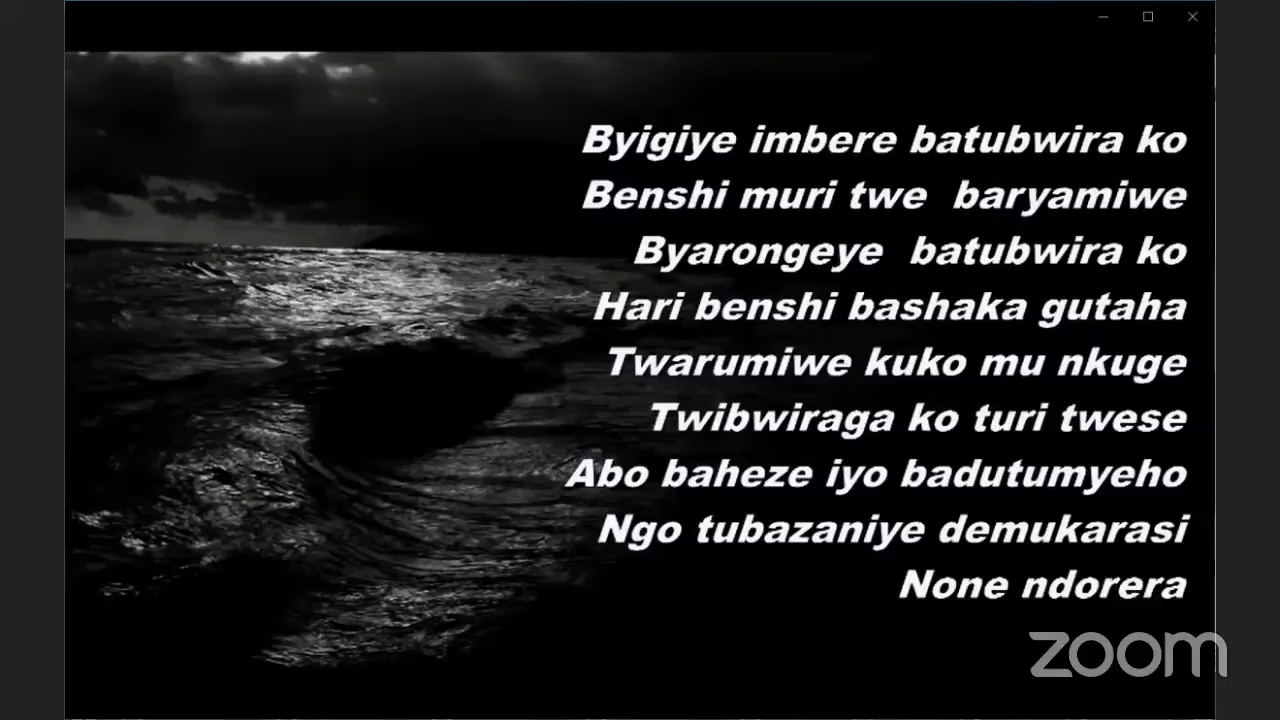 Byigiye imbere batubwira ko
Benshi muri twe baryamiwe
Byarongeye batubwira ko
Hari benshi bashaka gutaha
Twarumiwe kuko mu nkuge
Twibwiraga ko turi twese
Abo baheze iyo badutumyeho
Ngo tubazaniye demukarasi
None ndorera
zoom